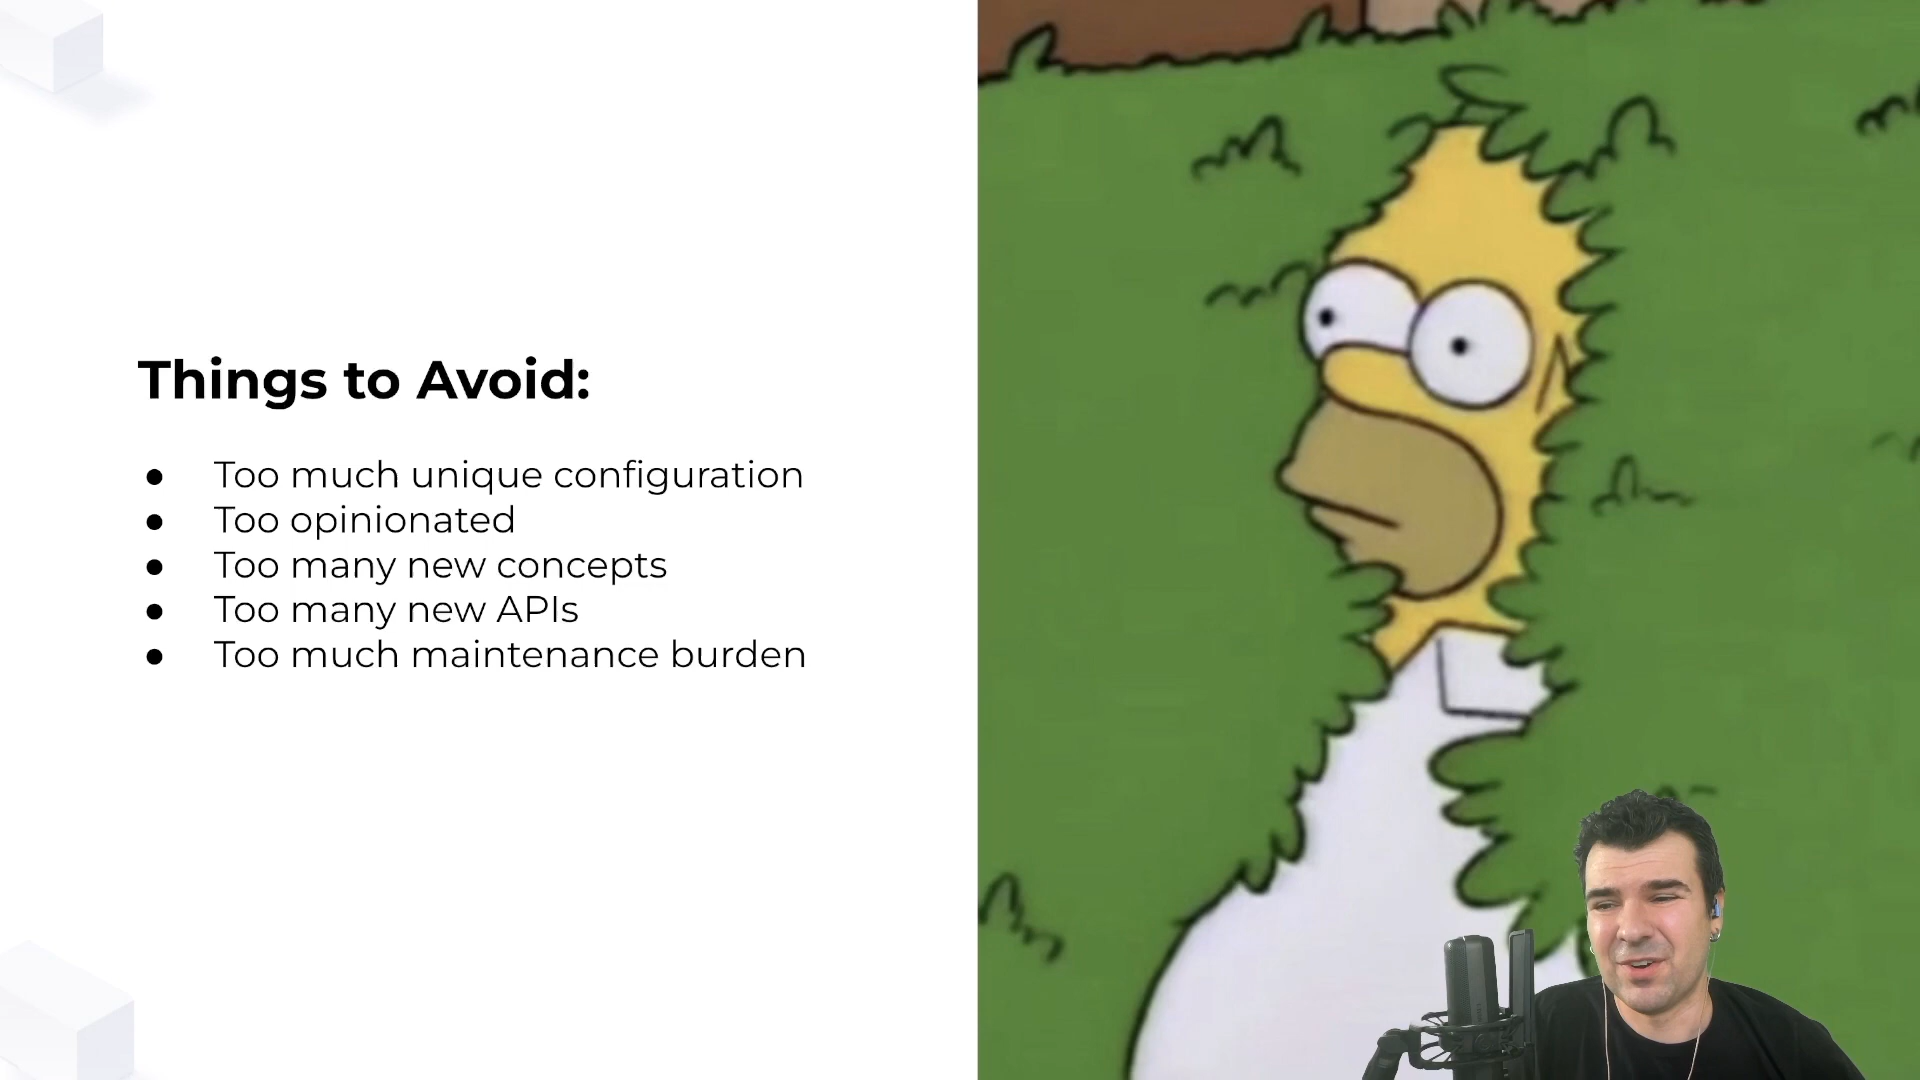 Things to Avoid:
● Too much unique configuration
● Too opinionated
● Too many new concepts
● Too many new APIs
● Too much maintenance burden